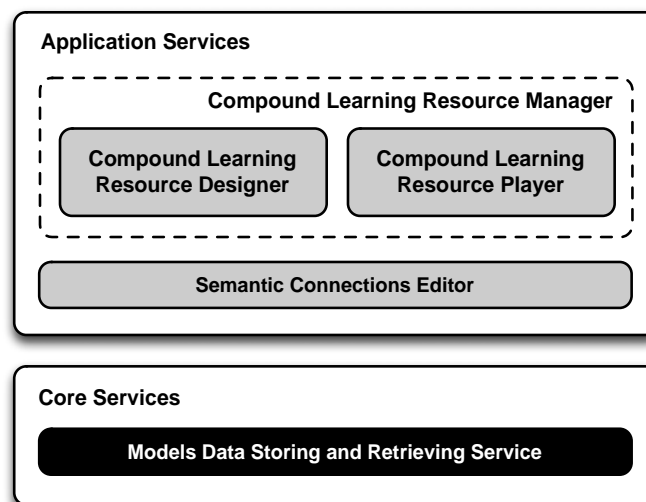 Application Services
Compound Learning Resource Manager
Compound Learning
Resource Designer
Compound Learning
Resource Player
Semantic Connections Editor
Core Services
Models Data Storing and Retrieving Service